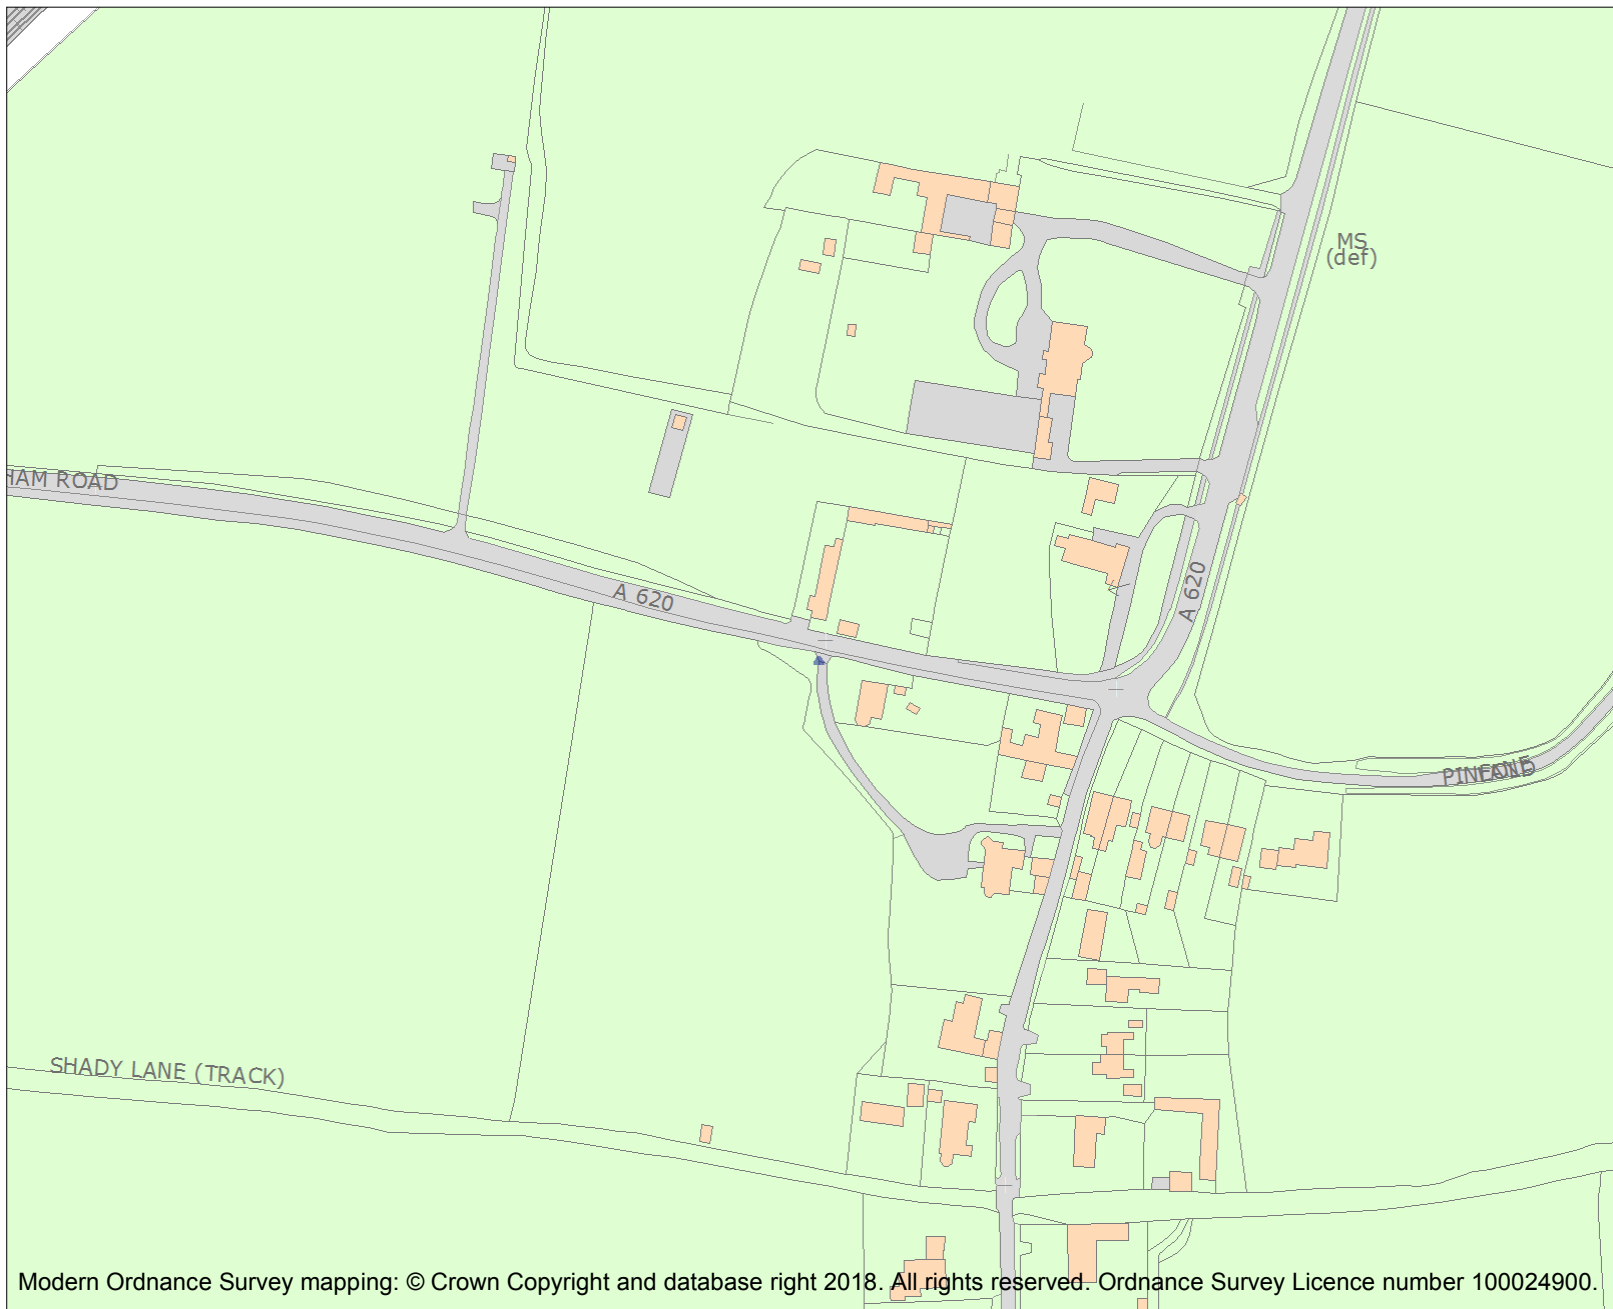 MS
(def)
HAM ROAD
A 620
A 620
SHADY LANE (TRACK)
Modern Ordnance Survey mapping: © Crown Copyright and database right 2018. All rights reserved. Ordnance Survey Licence number 100024900.